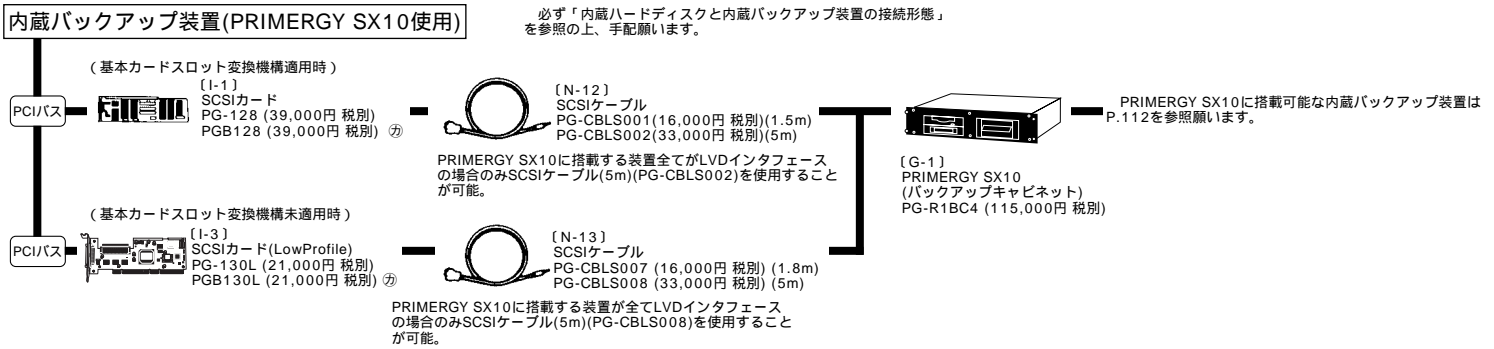 内蔵バックアップ装置(PRIMERGY SX10使用)
必ず「内蔵ハードディスクと内蔵バックアップ装置の接続形態」
を参照の上、手配願います。
(基本カードスロット変換機構適用時)
PCIバス
〔I-1〕
SCSIカード
PG-128 (39,000円 税別)
PGB128 (39,000円 税別) ㋕
〔N-12〕
SCSIケーブル
PG-CBLS001(16,000円 税別)(1.5m)
PG-CBLS002(33,000円 税別)(5m)
PRIMERGY SX10に搭載する装置全てがLVDインタフェース
の場合のみSCSIケーブル(5m)(PG-CBLS002)を使用すること
が可能。
〔G-1〕
PRIMERGY SX10
(バックアップキャビネット)
PG-R1BC4 (115,000円 税別)
PRIMERGY SX10に搭載可能な内蔵バックアップ装置は
P.112を参照願います。
(基本カードスロット変換機構未適用時)
PCIバス
〔I-3〕
SCSIカード(LowProfile)
PG-130L (21,000円 税別)
PGB130L (21,000円 税別) ㋕
〔N-13〕
SCSIケーブル
PG-CBLS007 (16,000円 税別) (1.8m)
PG-CBLS008 (33,000円 税別) (5m)
PRIMERGY SX10に搭載する装置が全てLVDインタフェース
の場合のみSCSIケーブル(5m)(PG-CBLS008)を使用すること
が可能。